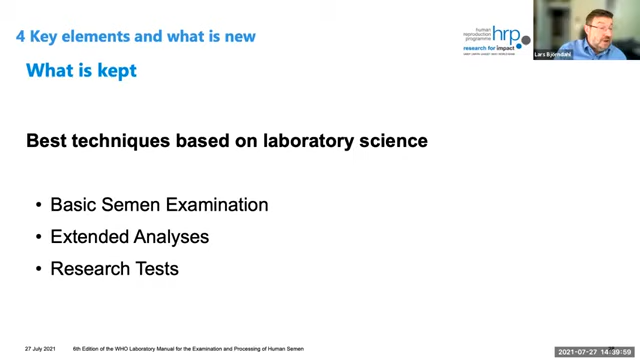 4 Key elements and what is new
What is kept
human
reproduction
programme
hrp
research for impact
Lars Björndahl
Best techniques based on laboratory science
• Basic Semen Examination
• Extended Analyses
• Research Tests
27 July 2021
6th Edition of the WHO Laboratory Manual for the Examination and Processing of Human Semen
2021-07-27 14:39:59